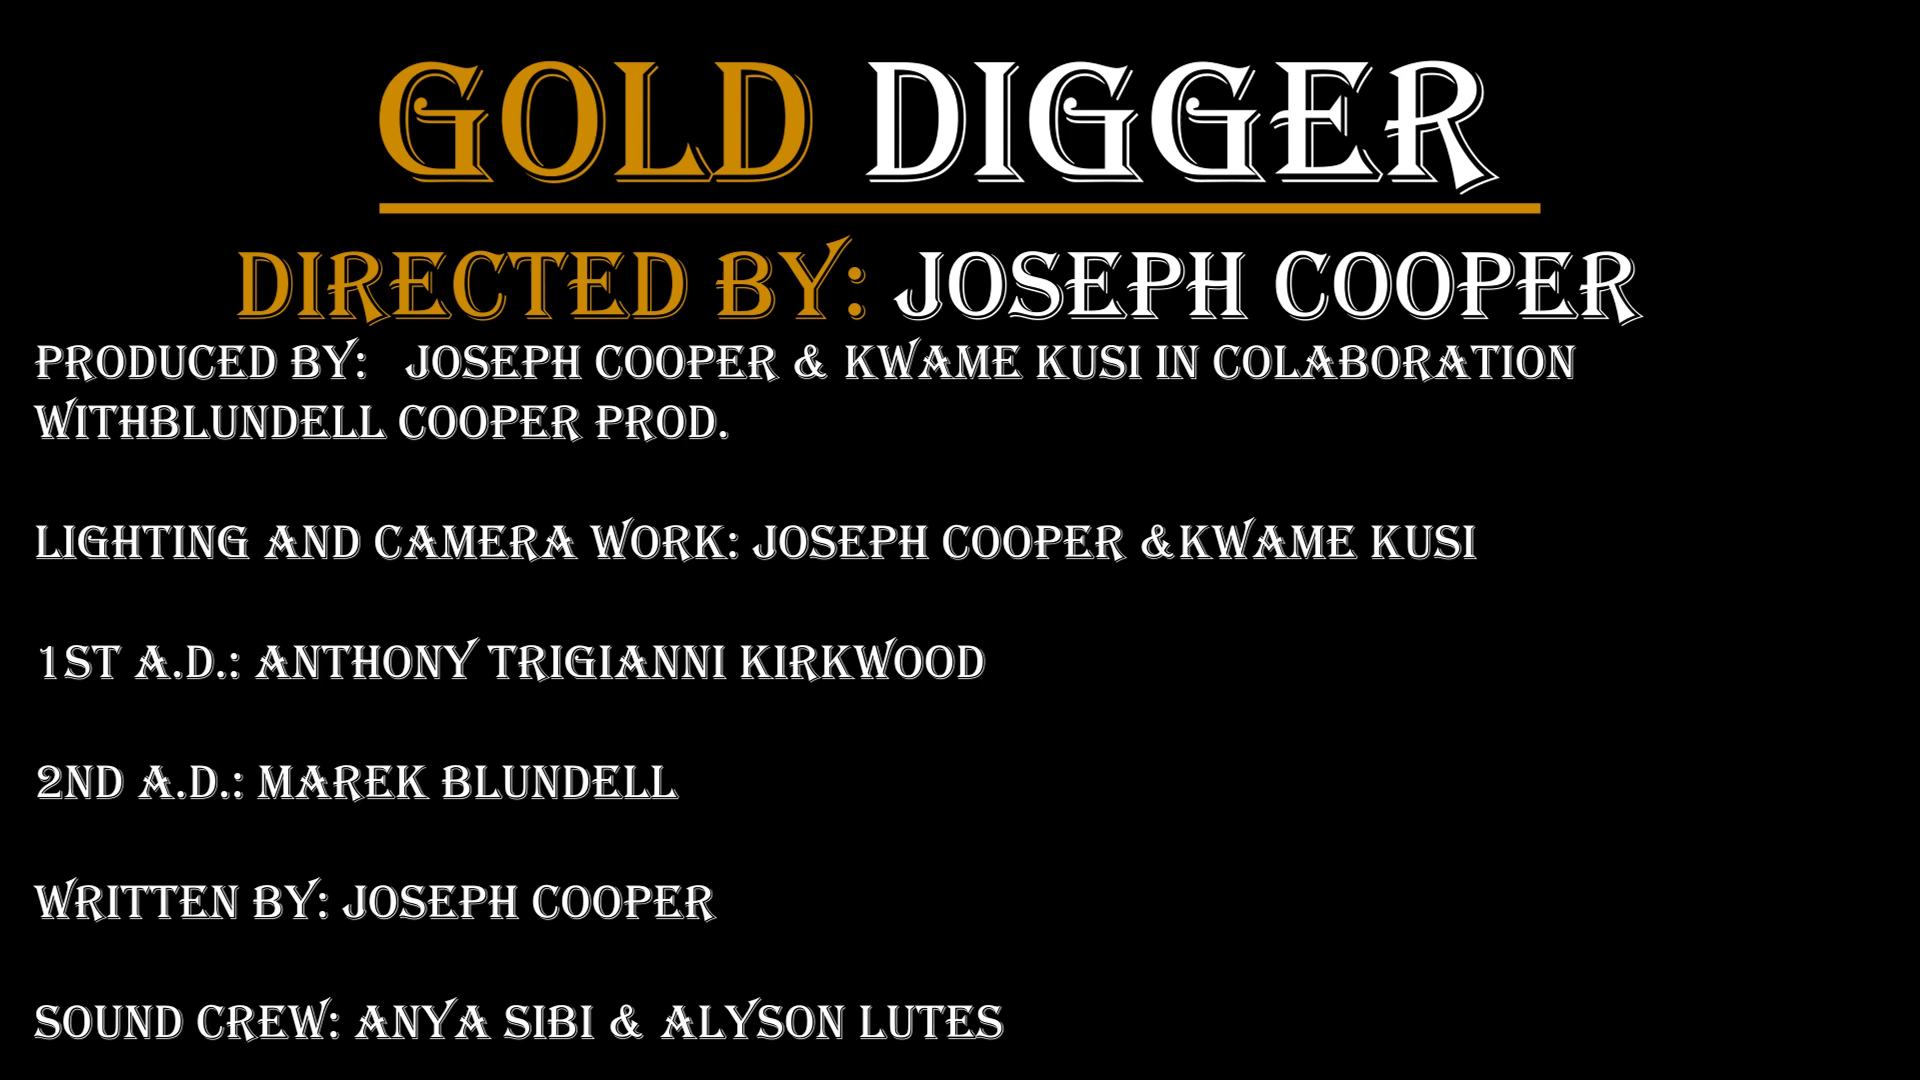 GOLD DIGGER
DIRECTED BY: JOSEPH COOPER
PRODUCED BY: JOSEPH COOPER & KWAME KUSI IN COLABORATION
WITHBLUNDELL COOPER PROD.
LIGHTING AND CAMERA WORK: JOSEPH COOPER &KWAME KUSI
1ST A.D.: ANTHONY TRIGIANNI KIRKWOOD
2ND A.D.: MAREK BLUNDELL
WRITTEN BY: JOSEPH COOPER
SOUND CREW: ANYA SIBI & ALYSON LUTES